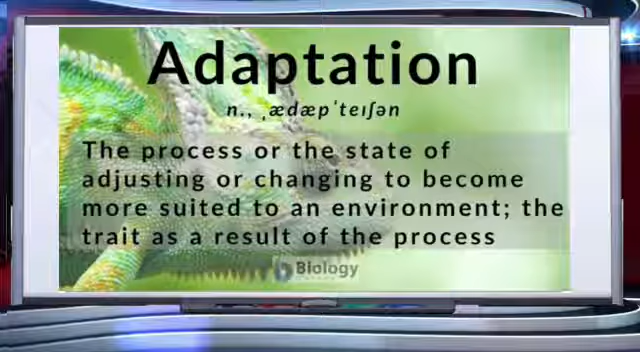 Adaptation
n., ˌædæpˈteɪʃən
The process or the state of
adjusting or changing to become
more suited to an environment; the
trait as a result of the process
Biology